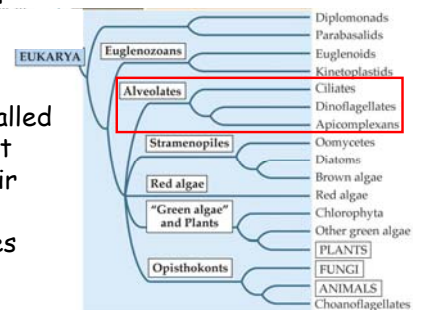 Diplomonads
Parabasalids
EUKARYA
Euglenozoans
Euglenoids
Kinetoplastids
Alveolates
Ciliates
Dinoflagellates
Apicomplexans
alled
t
ir
es
Stramenopiles
Oomycetes
Diatoms
Brown algae
Red algae
Red algae
"Green algae"
and Plants
Chlorophyta
Other green algae
PLANTS
Opisthokonts
FUNGI
ANIMALS
Choanoflagellates